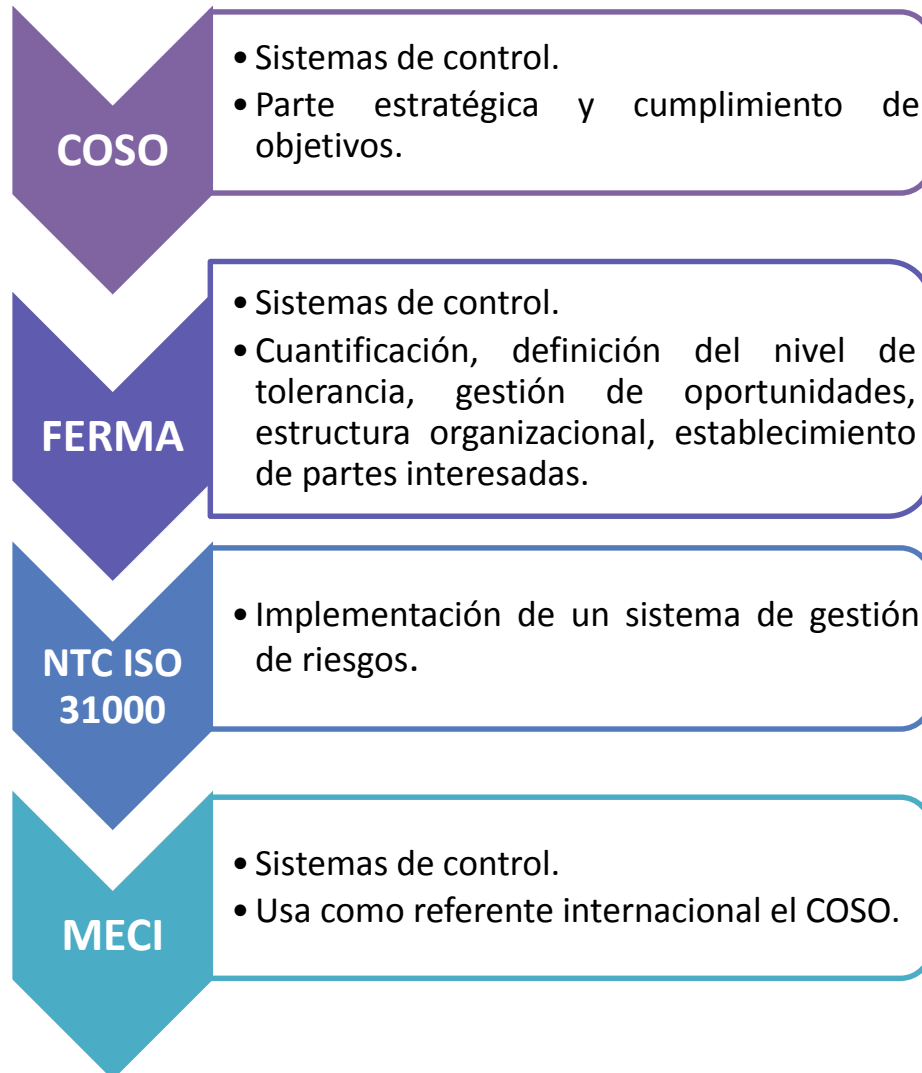 COSO
• Sistemas de control.
• Parte estratégica y cumplimiento de
objetivos.
FERMA
• Sistemas de control.
• Cuantificación, definición del nivel de
tolerancia, gestión de oportunidades,
estructura organizacional, establecimiento
de partes interesadas.
NTC ISO
31000
• Implementación de un sistema de gestión
de riesgos.
MECI
• Sistemas de control.
• Usa como referente internacional el COSO.